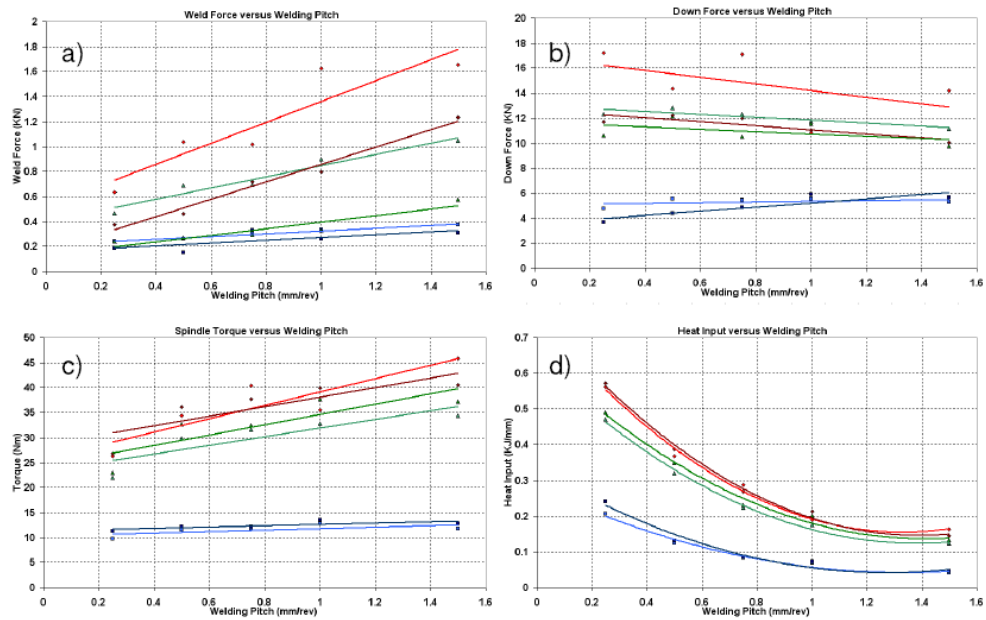 Weld Force versus Welding Pitch
a)
2
1.8
1.6
1.4
1.2
1
0.8
0.6
0.4
0.2
0
Weld Force (KN)
0 0.2 0.4 0.6 0.8 1 1.2 1.4 1.6
Welding Pitch (mm/rev)
Down Force versus Welding Pitch
b)
20
18
16
14
12
10
8
6
4
2
0
Down Force (KN)
0 0.2 0.4 0.6 0.8 1 1.2 1.4 1.6
Welding Pitch (mm/rev)
Spindle Torque versus Welding Pitch
c)
50
45
40
35
30
25
20
15
10
5
0
Torque (Nm)
0 0.2 0.4 0.6 0.8 1 1.2 1.4 1.6
Welding Pitch (mm/rev)
Heat Input versus Welding Pitch
d)
0.7
0.6
0.5
0.4
0.3
0.2
0.1
0
Heat Input (KJ/mm)
0 0.2 0.4 0.6 0.8 1 1.2 1.4 1.6
Welding Pitch (mm/rev)